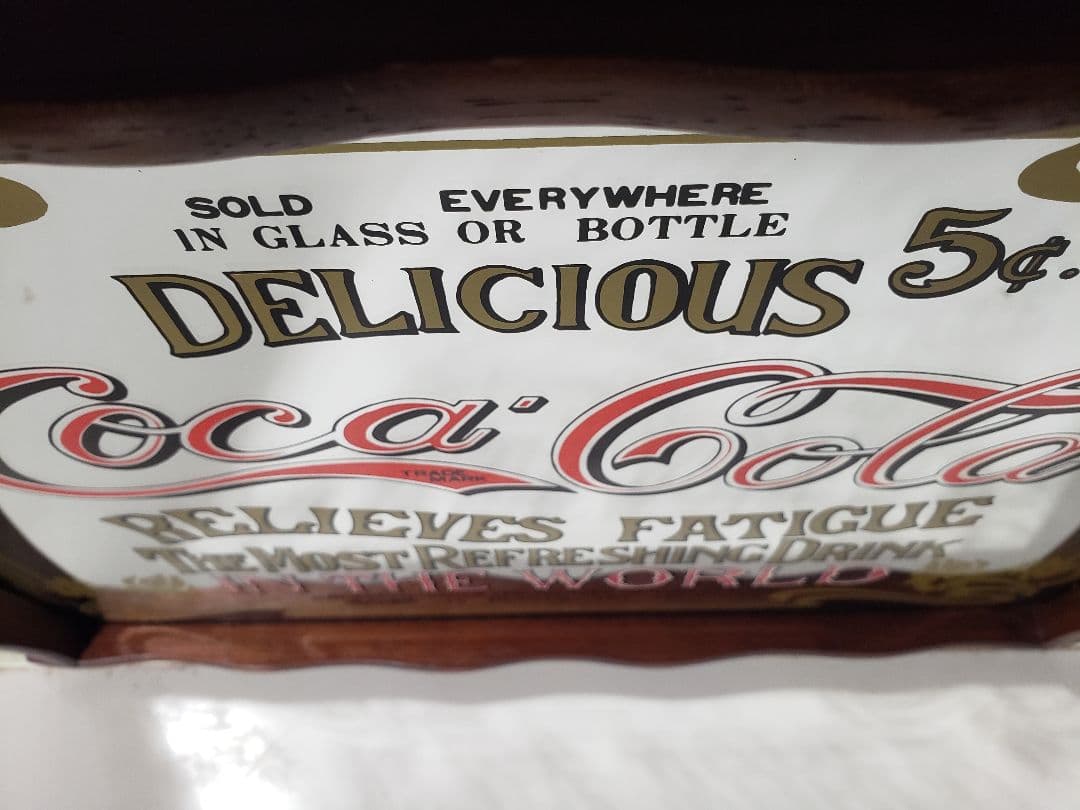 SOLD EVERYWHERE
IN GLASS OR BOTTLE
DELICIOUS 5¢.
Coca-Cola
TRADE
MARK
RELIEVES FATIGUE
THE MOST REFRESHING DRINK
IN THE WORLD